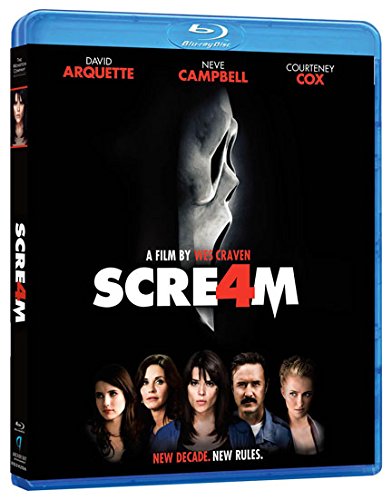 Blu-ray Disc
DAVID
ARQUETTE
NEVE
CAMPBELL
COURTENEY
COX
A FILM BY WES CRAVEN
SCRE4M
NEW DECADE. NEW RULES.
SCRE4M